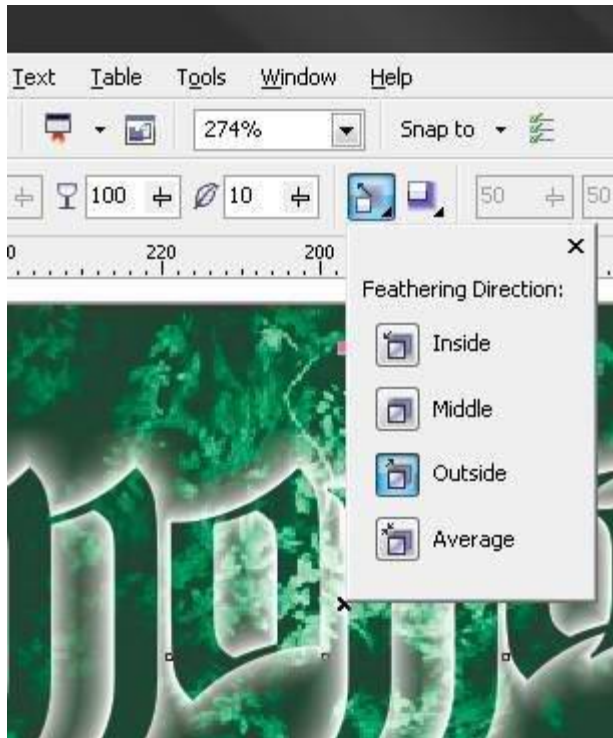 Text Table Tools Window Help
274% Snap to
100 10 50 50
0 220 200
Feathering Direction:
Inside
Middle
Outside
Average